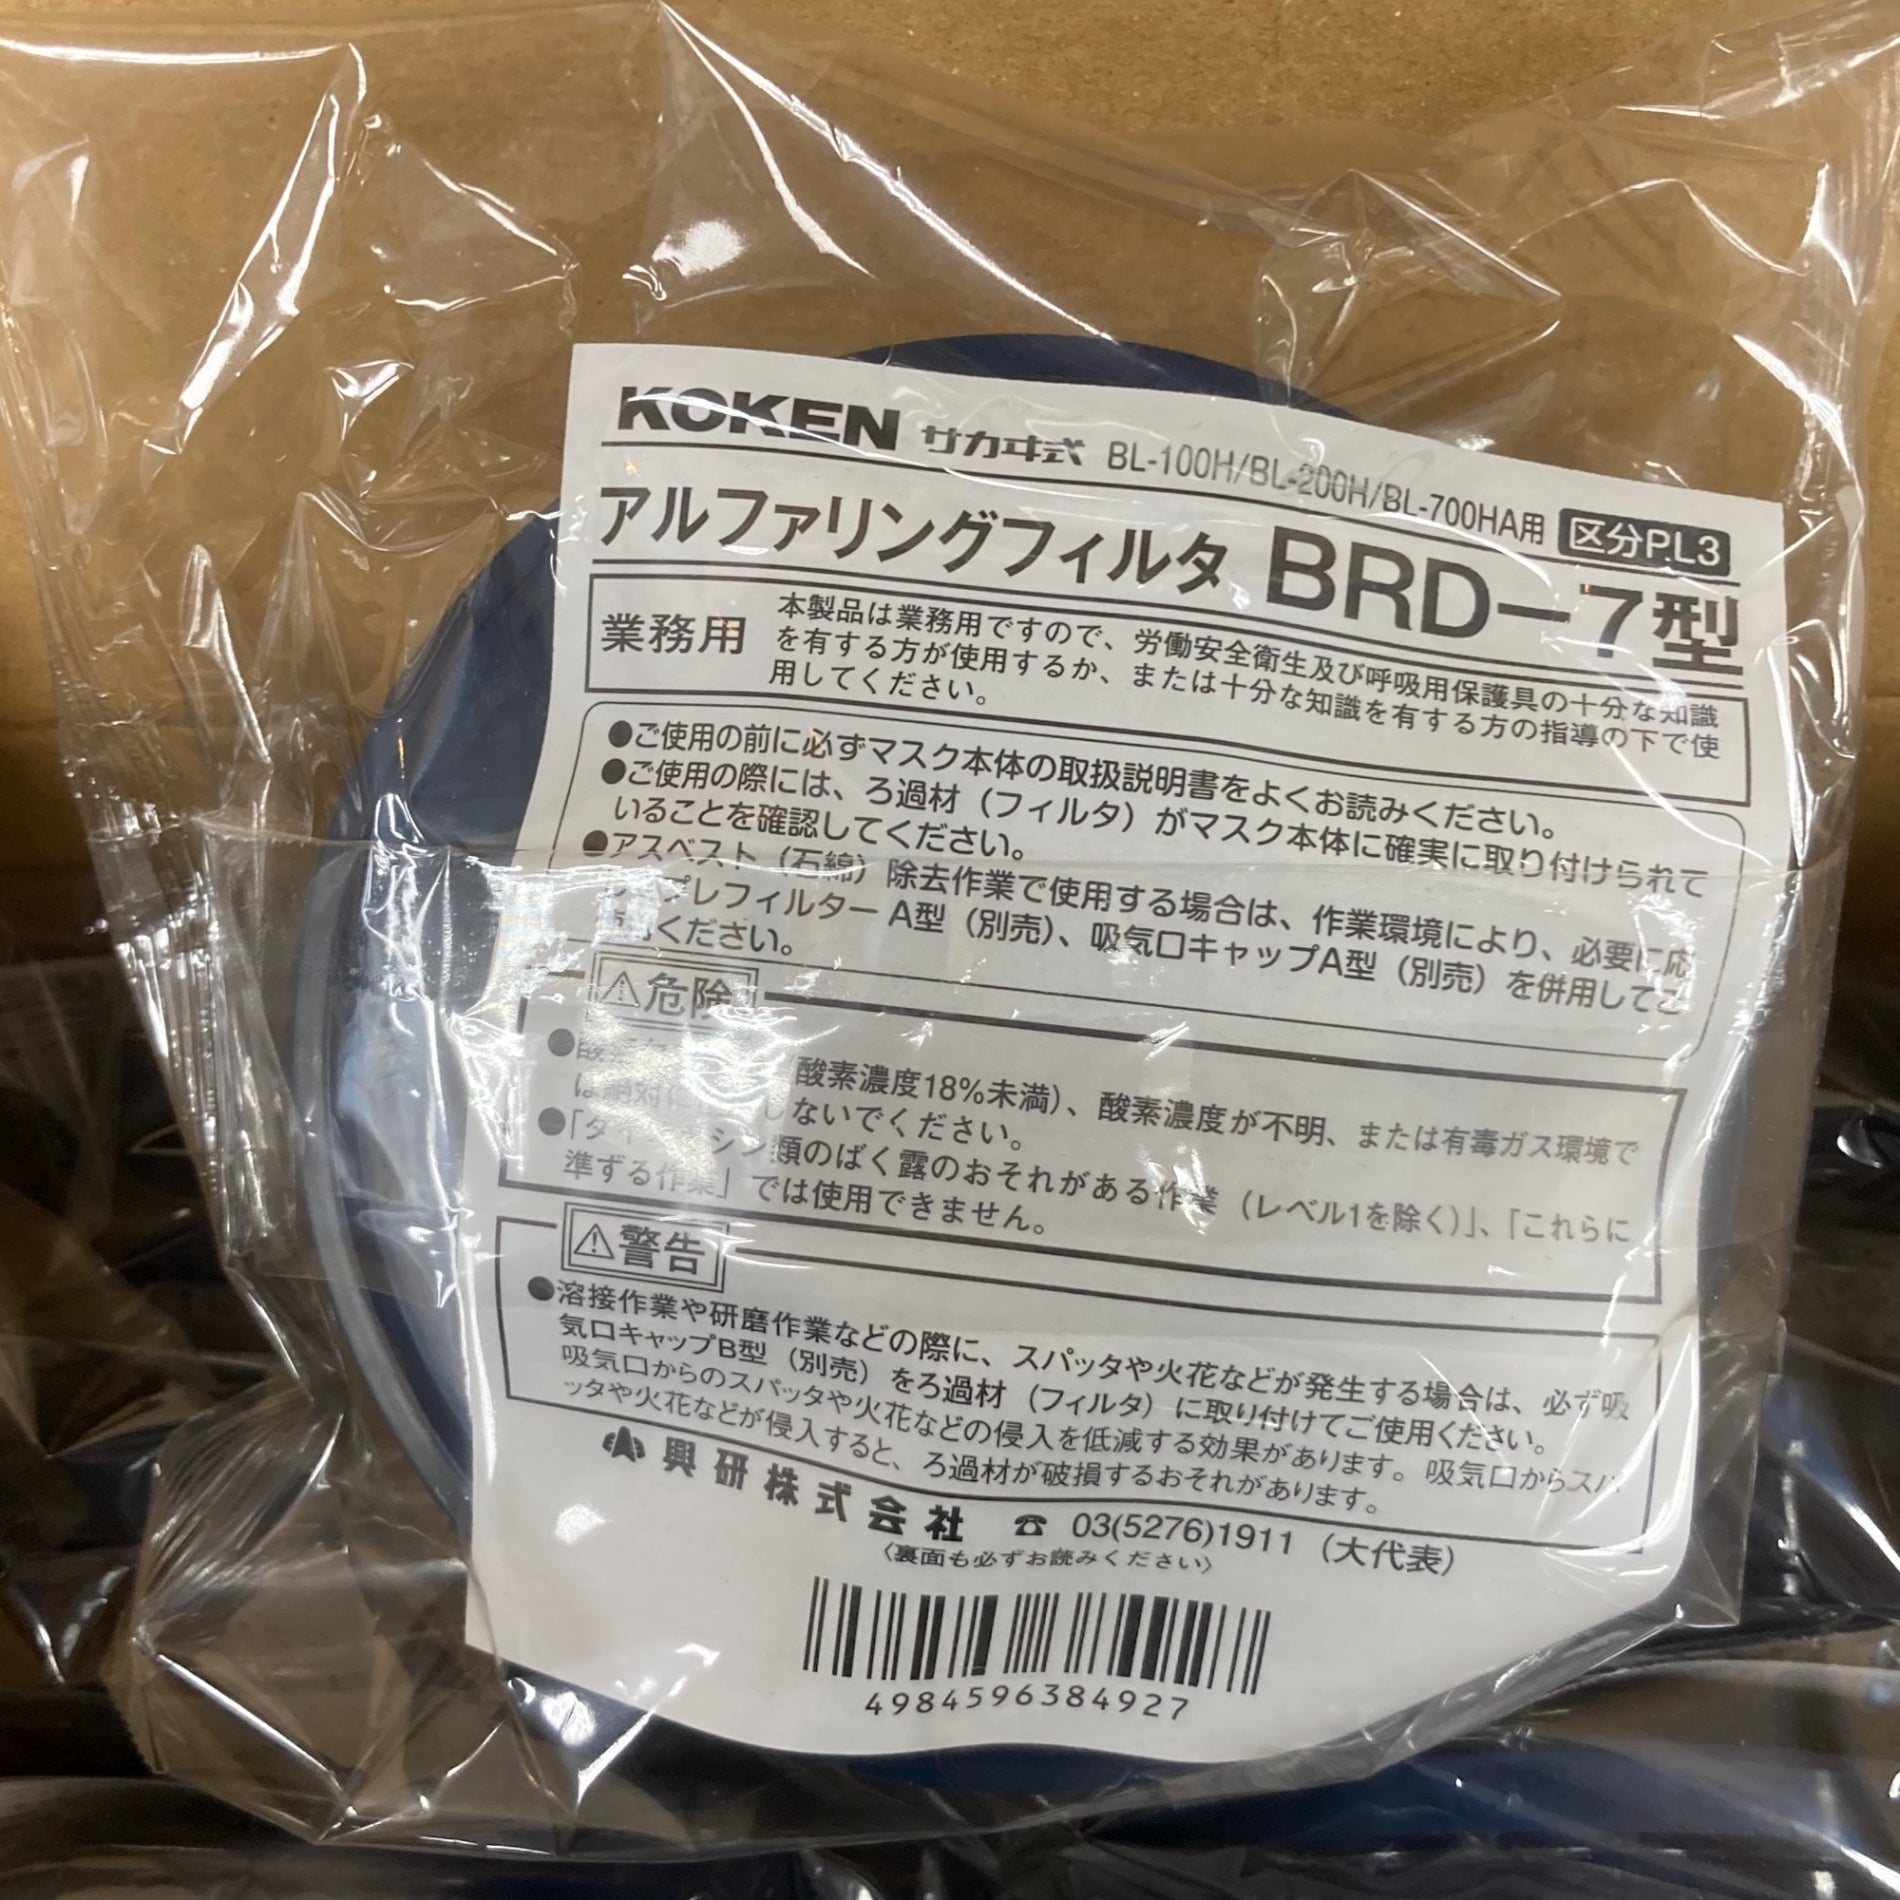 KOKEN サカヰ式 BL-100H/BL-200H/BL-700HA用 区分PL3
アルファリングフィルタ BRD-7型
業務用
本製品は業務用ですので、労働安全衛生及び呼吸用保護具の十分な知識
を有する方が使用するか、または十分な知識を有する方の指導の下で使
用してください。
●ご使用の前に必ずマスク本体の取扱説明書をよくお読みください。
●ご使用の際には、ろ過材（フィルタ）がマスク本体に確実に取り付けられて
いることを確認してください。
●アスベスト（石綿）除去作業で使用する場合は、作業環境により、必要に応
プレフィルターA型（別売）、吸気口キャップA型（別売）を併用してご
ください。
⚠危険
● 酸素濃度18%未満）、酸素濃度が不明、または有毒ガス環境で
は絶対に しないでください。
●「ダイ シン類のばく露のおそれがある作業（レベル1を除く）」、「これらに
準ずる作業」では使用できません。
⚠警告
●溶接作業や研磨作業などの際に、スパッタや火花などが発生する場合は、必ず吸
気口キャップB型（別売）をろ過材（フィルタ）に取り付けてご使用ください。
吸気口からのスパッタや火花などの侵入を低減する効果があります。吸気口からスパ
ッタや火花などが侵入すると、ろ過材が破損するおそれがあります。
興研株式会社 ☎ 03(5276)1911（大代表）
〈裏面も必ずお読みください〉
4984596384927